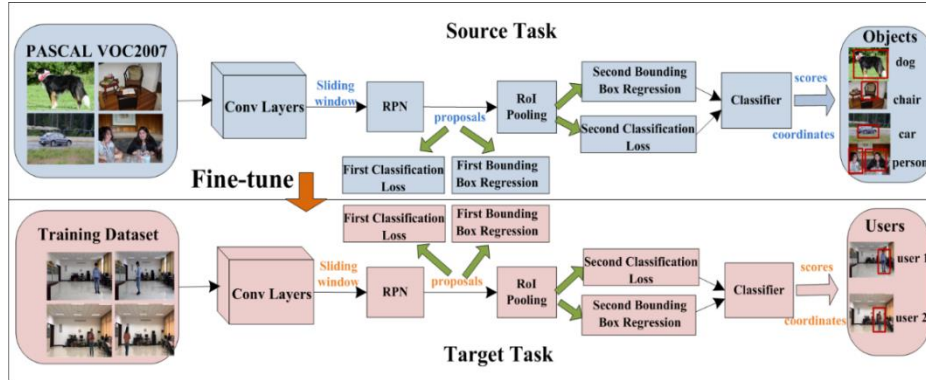 Source Task
PASCAL VOC2007
Conv Layers
Sliding
window
RPN
proposals
RoI
Pooling
Second Bounding
Box Regression
Second Classification
Loss
Classifier
scores
coordinates
Objects
dog
chair
car
person
First Classification
Loss
First Bounding
Box Regression
Fine-tune
First Classification
Loss
First Bounding
Box Regression
Training Dataset
Conv Layers
Sliding
window
RPN
proposals
RoI
Pooling
Second Classification
Loss
Second Bounding
Box Regression
Classifier
scores
coordinates
Users
user 1
user 2
Target Task